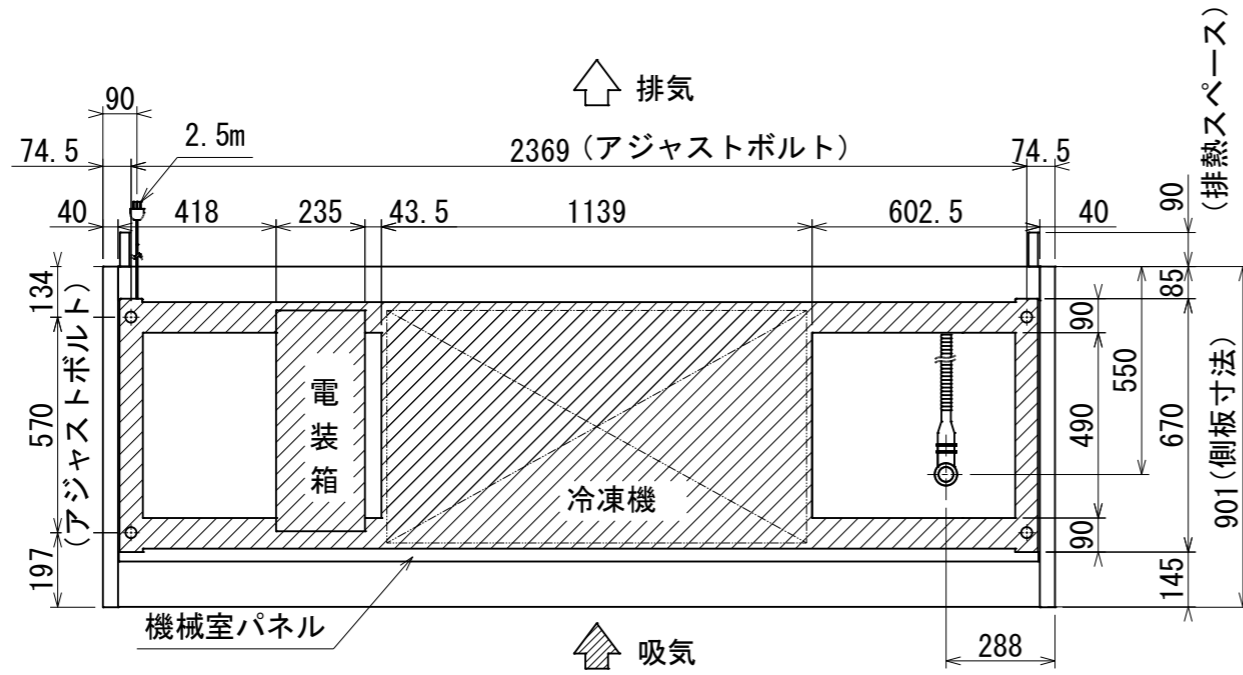 排気
90
2.5m
74.5
2369 (アジャストボルト)
74.5
40
418
235
43.5
1139
602.5
40
90
(排熱スペース)
134
570
(アジャストボルト)
197
電装箱
冷凍機
90
490
90
550
85
670
145
901(側板寸法)
機械室パネル
吸気
288